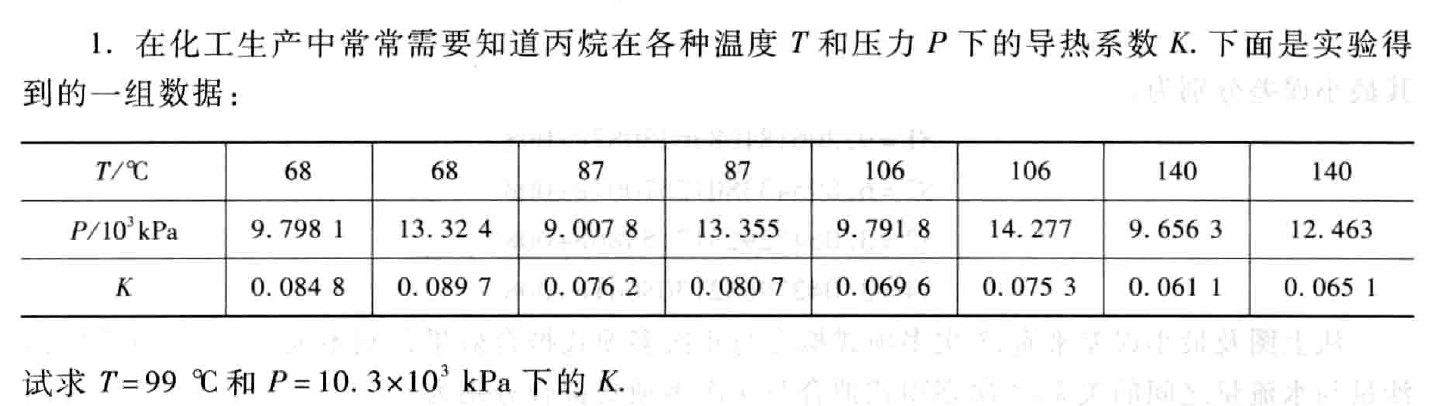 1. 在化工生产中常常需要知道丙烷在各种温度 T 和压力 P 下的导热系数 K. 下面是实验得
到的一组数据：
T/℃ 68 68 87 87 106 106 140 140
P/10³kPa 9.798 1 13.32 4 9.007 8 13.355 9.791 8 14.277 9.656 3 12.463
K 0.084 8 0.089 7 0.076 2 0.080 7 0.069 6 0.075 3 0.061 1 0.065 1
试求 T=99 ℃和 P=10.3×10³ kPa 下的 K.